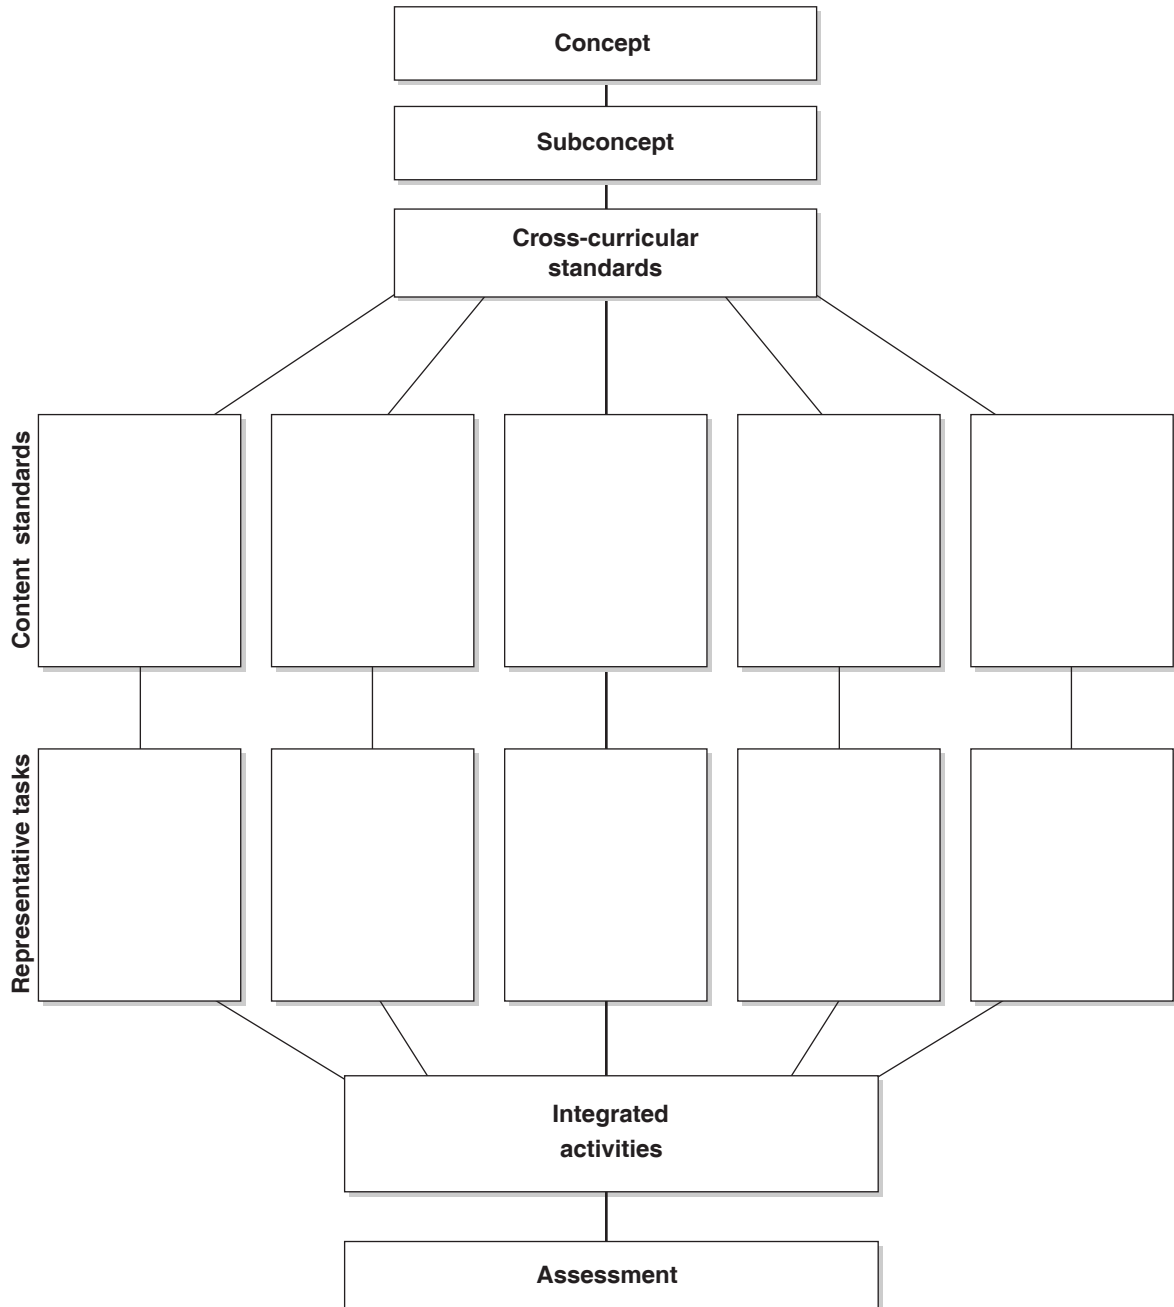 Concept
Subconcept
Cross-curricular
standards
Content standards
Representative tasks
Integrated
activities
Assessment